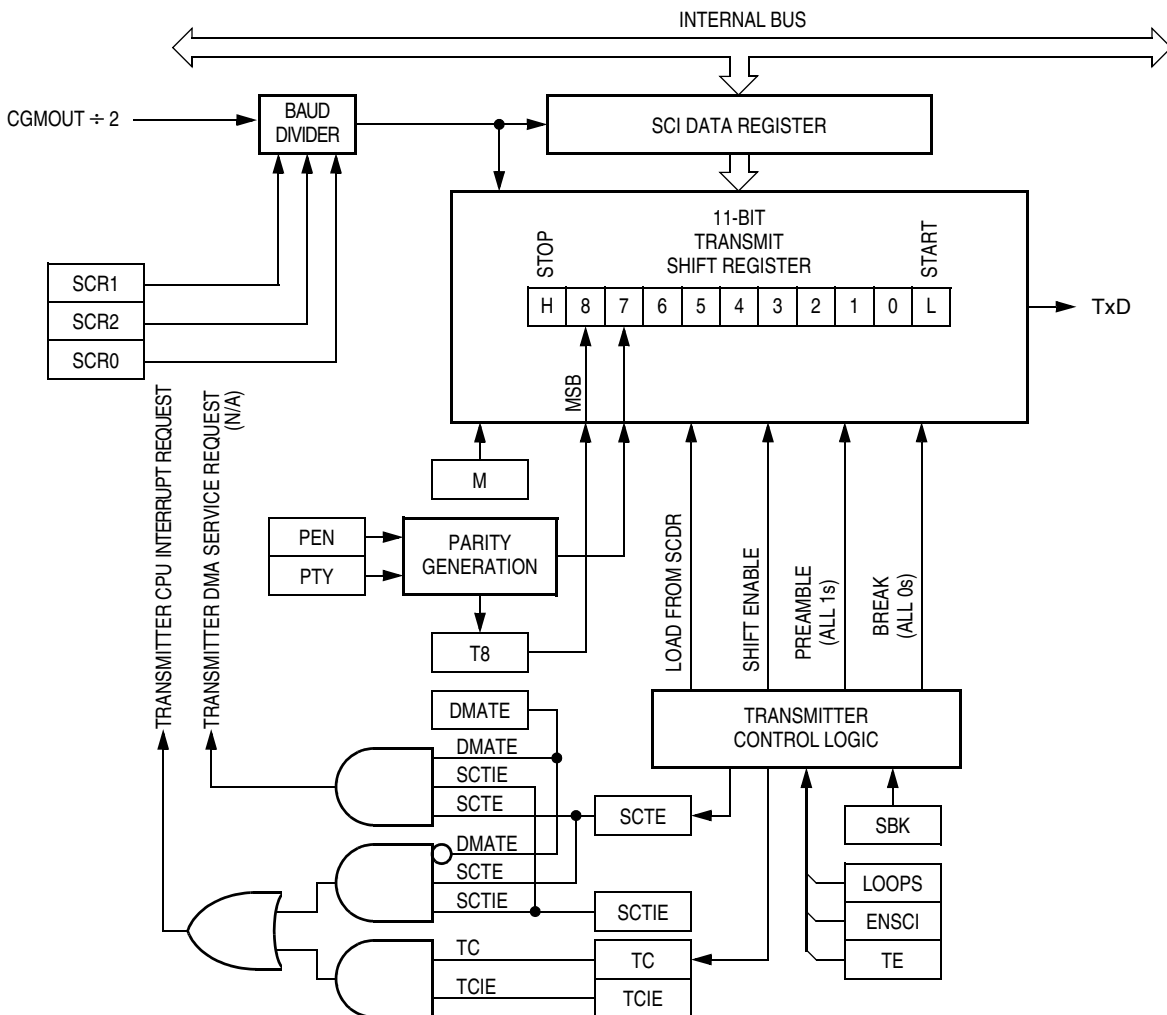 INTERNAL BUS
CGMOUT ÷ 2
BAUD
DIVIDER
SCI DATA REGISTER
SCR1
SCR2
SCR0
11-BIT
TRANSMIT
SHIFT REGISTER
STOP
START
H 8 7 6 5 4 3 2 1 0 L
TxD
MSB
M
TRANSMITTER CPU INTERRUPT REQUEST
TRANSMITTER DMA SERVICE REQUEST
(N/A)
PEN
PTY
PARITY
GENERATION
T8
LOAD FROM SCDR
SHIFT ENABLE
PREAMBLE
(ALL 1s)
BREAK
(ALL 0s)
TRANSMITTER
CONTROL LOGIC
DMATE
DMATE
SCTIE
SCTE
SCTE
SBK
DMATE
SCTE
SCTIE
SCTIE
LOOPS
ENSCI
TE
TC
TC
TCIE
TCIE